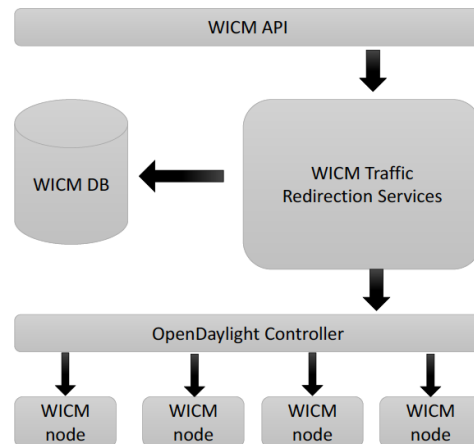 WICM API
WICM DB
WICM Traffic
Redirection Services
OpenDaylight Controller
WICM
node
WICM
node
WICM
node
WICM
node